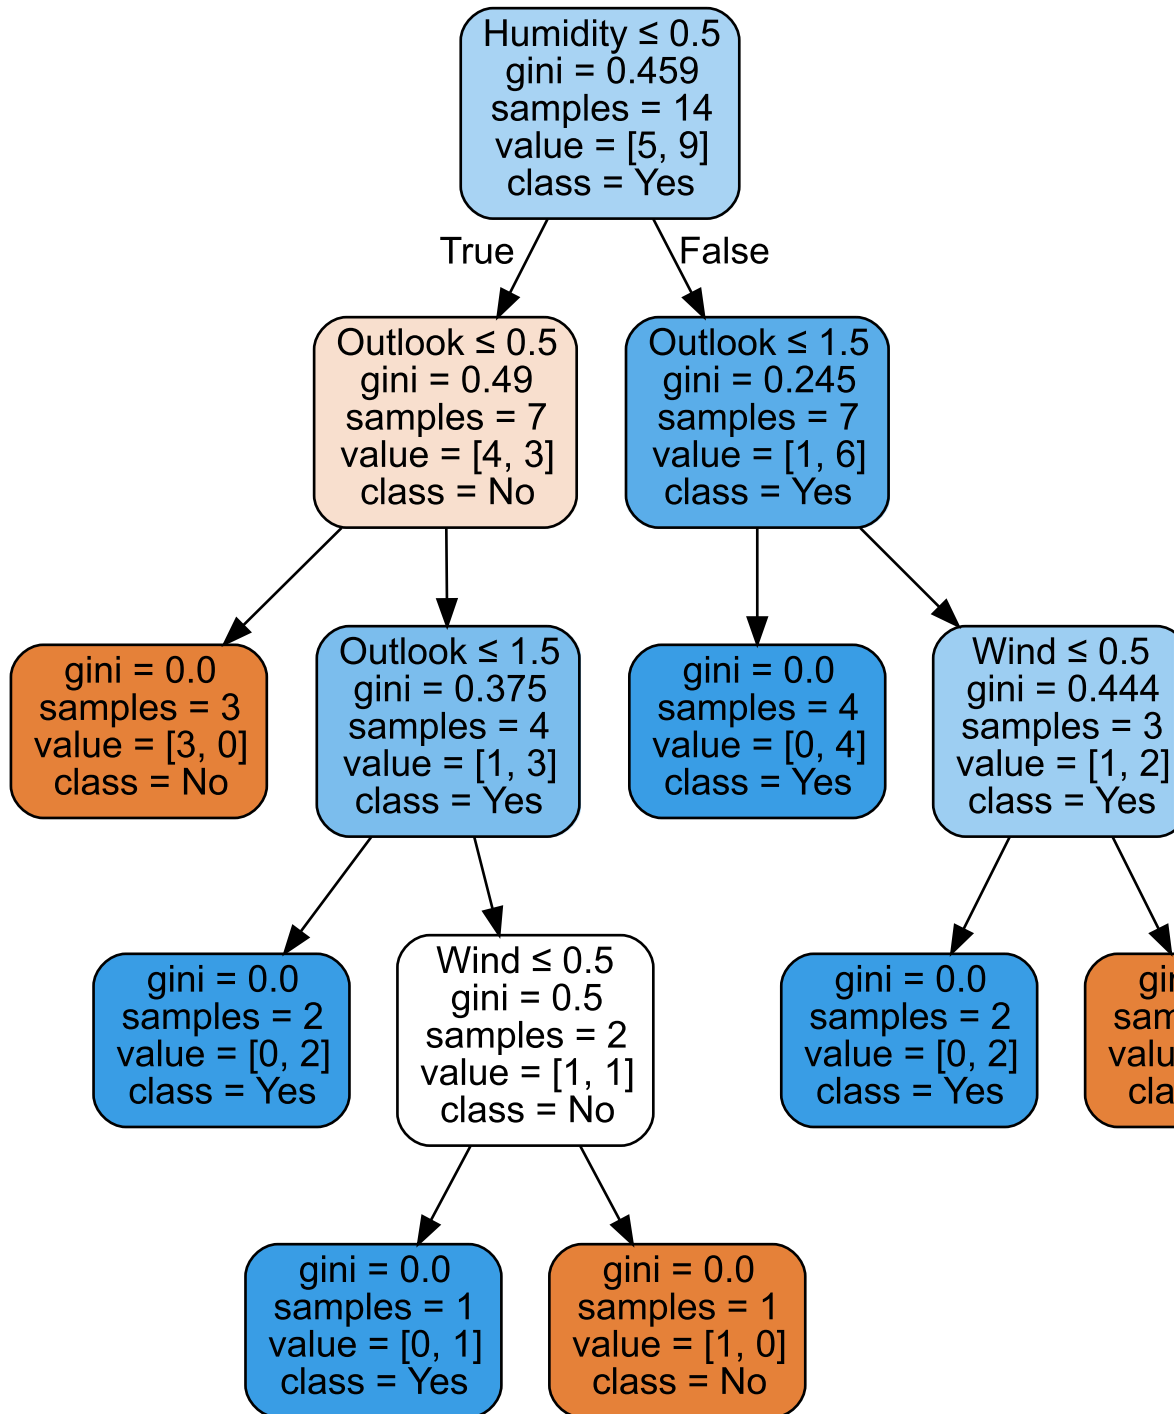 Humidity ≤ 0.5
gini = 0.459
samples = 14
value = [5, 9]
class = Yes
True
False
Outlook ≤ 0.5
gini = 0.49
samples = 7
value = [4, 3]
class = No
Outlook ≤ 1.5
gini = 0.245
samples = 7
value = [1, 6]
class = Yes
gini = 0.0
samples = 3
value = [3, 0]
class = No
Outlook ≤ 1.5
gini = 0.375
samples = 4
value = [1, 3]
class = Yes
gini = 0.0
samples = 4
value = [0, 4]
class = Yes
Wind ≤ 0.5
gini = 0.444
samples = 3
value = [1, 2]
class = Yes
gini = 0.0
samples = 2
value = [0, 2]
class = Yes
Wind ≤ 0.5
gini = 0.5
samples = 2
value = [1, 1]
class = No
gini = 0.0
samples = 2
value = [0, 2]
class = Yes
gini = 0.0
samples = 1
value = [0, 1]
class = Yes
gini = 0.0
samples = 1
value = [1, 0]
class = No